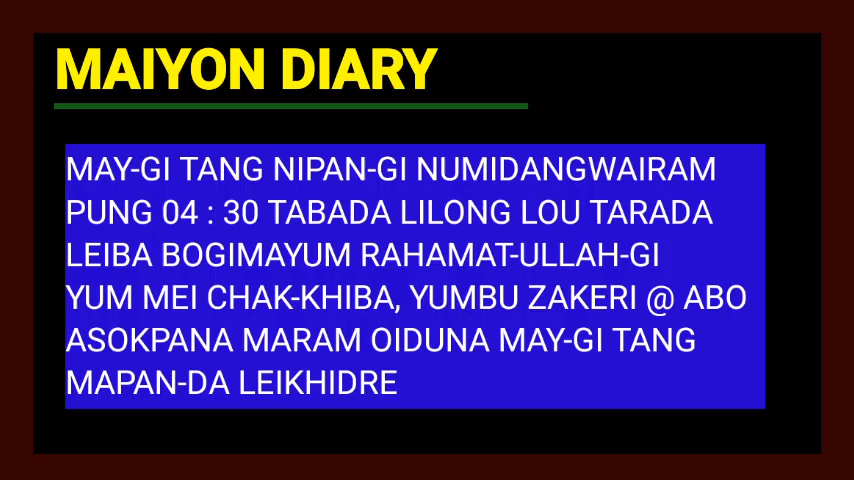 MAIYON DIARY
MAY-GI TANG NIPAN-GI NUMIDANGWAIRAM
PUNG 04 : 30 TABADA LILONG LOU TARADA
LEIBA BOGIMAYUM RAHAMAT-ULLAH-GI
YUM MEI CHAK-KHIBA, YUMBU ZAKERI @ ABO
ASOKPANA MARAM OIDUNA MAY-GI TANG
MAPAN-DA LEIKHIDRE